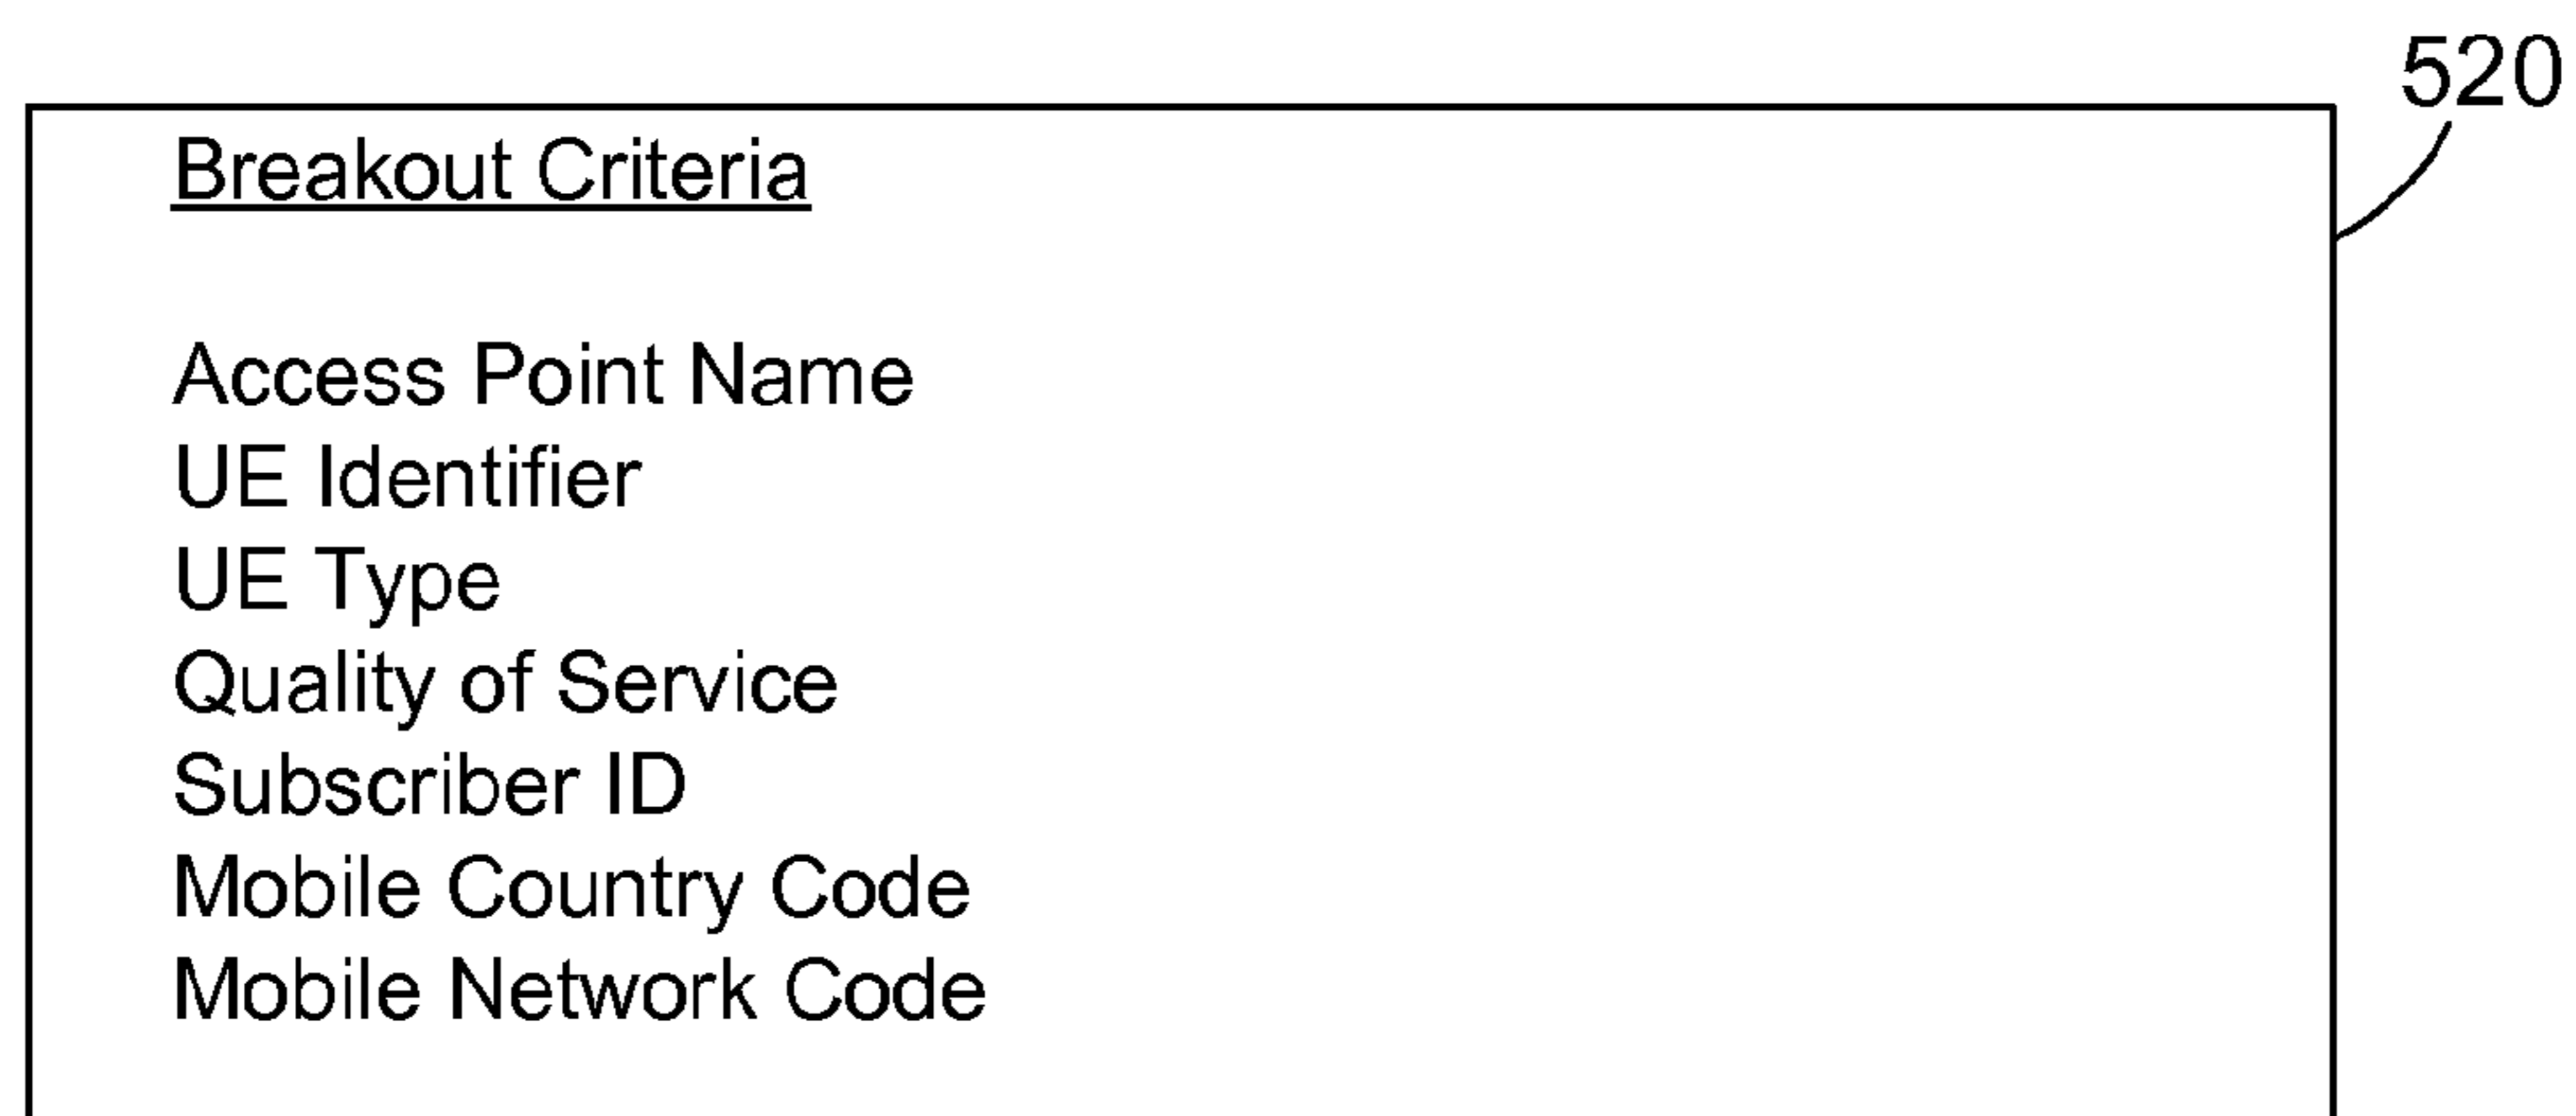 520
Breakout Criteria
Access Point Name
UE Identifier
UE Type
Quality of Service
Subscriber ID
Mobile Country Code
Mobile Network Code